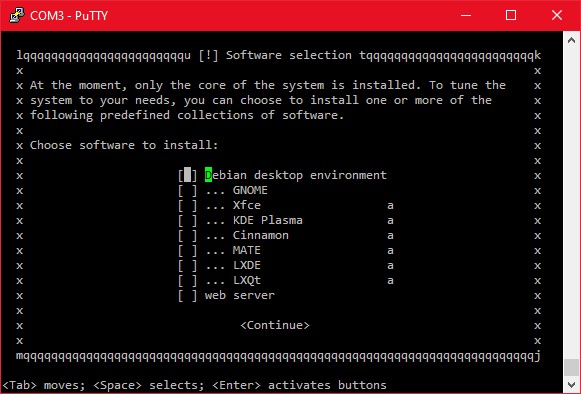 COM3 - PuTTY
lqqqqqqqqqqqqqqqqqqqqqqqu [!] Software selection tqqqqqqqqqqqqqqqqqqqqqqqqk
x x
x At the moment, only the core of the system is installed. To tune the x
x system to your needs, you can choose to install one or more of the x
x following predefined collections of software. x
x x
x Choose software to install: x
x x
x [ ] Debian desktop environment x
x [ ] ... GNOME x
x [ ] ... Xfce a x
x [ ] ... KDE Plasma a x
x [ ] ... Cinnamon a x
x [ ] ... MATE a x
x [ ] ... LXDE a x
x [ ] ... LXQt a x
x [ ] web server x
x x
x <Continue> x
x x
mqqqqqqqqqqqqqqqqqqqqqqqqqqqqqqqqqqqqqqqqqqqqqqqqqqqqqqqqqqqqqqqqqqqqqqqqqj
<Tab> moves; <Space> selects; <Enter> activates buttons